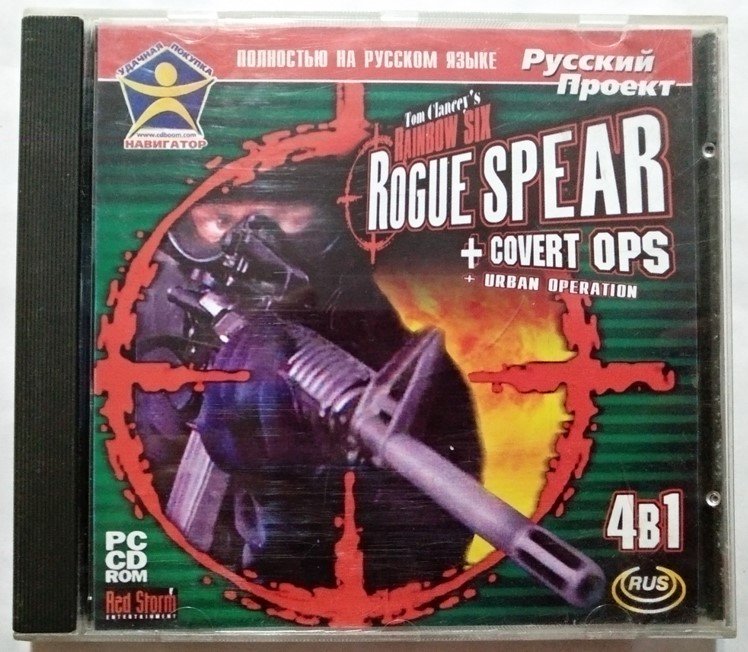 УДАЧНАЯ ПОКУПКА
www.cdboom.com
НАВИГАТОР
ПОЛНОСТЬЮ НА РУССКОМ ЯЗЫКЕ
Русский
Проект
Tom Clancy's
RAINBOW SIX
ROGUE SPEAR
+ COVERT OPS
+ URBAN OPERATION
4В1
PC
CD
ROM
Red Storm
ENTERTAINMENT
RUS